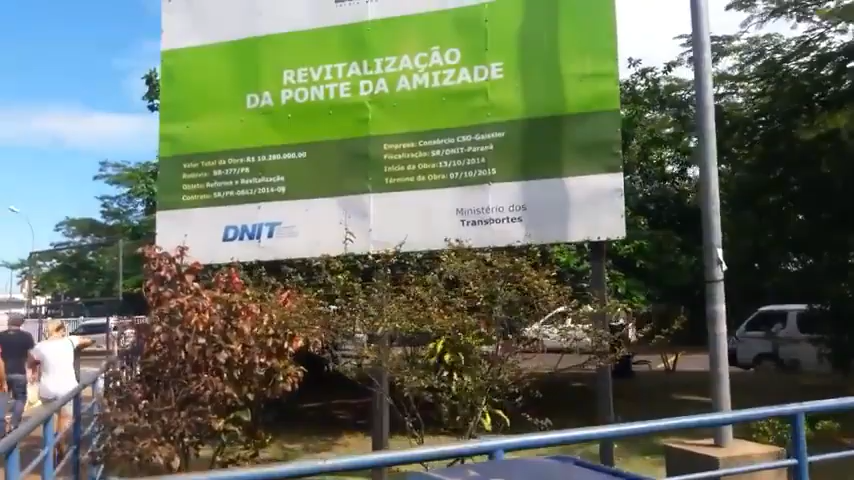 REVITALIZAÇÃO
DA PONTE DA AMIZADE
Valor Total da Obra: R$ 10.280.000,00
Rodovia: BR-277/PR
Objeto: Reforma e Revitalização
Contrato: SR/PR-0642/2014-00
Empresa: Consórcio CSO-Gaissler
Fiscalização: SR/DNIT-Paraná
Início da Obra: 13/10/2014
Término da Obra: 07/10/2015
DNIT
Ministério dos
Transportes